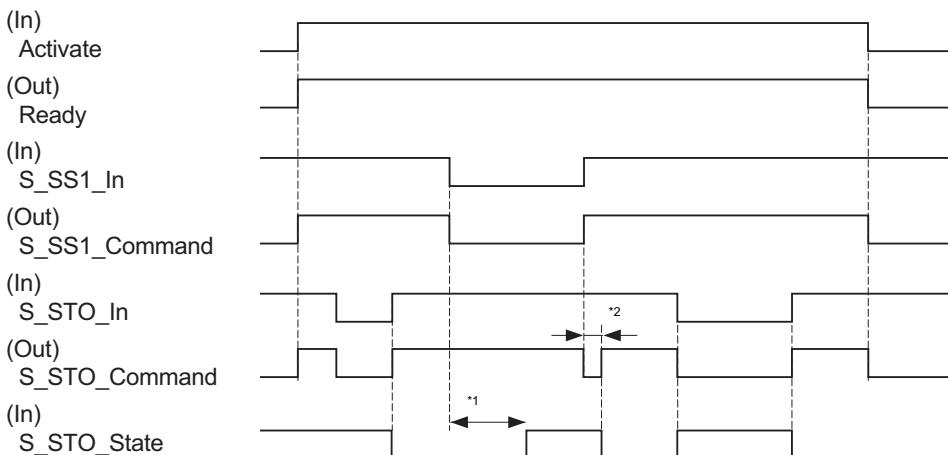 (In)
Activate
(Out)
Ready
(In)
S_SS1_In
(Out)
S_SS1_Command
(In)
S_STO_In
*2
(Out)
S_STO_Command
*1
(In)
S_STO_State